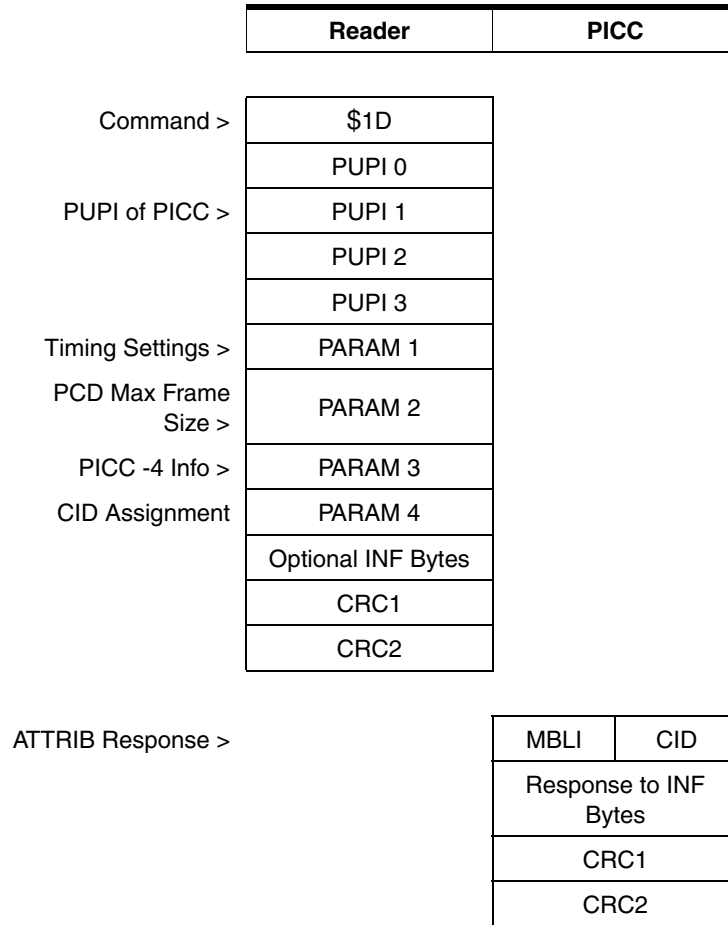 Reader PICC
Command > $1D
PUPI 0
PUPI of PICC > PUPI 1
PUPI 2
PUPI 3
Timing Settings > PARAM 1
PCD Max Frame
Size > PARAM 2
PICC -4 Info > PARAM 3
CID Assignment PARAM 4
Optional INF Bytes
CRC1
CRC2
ATTRIB Response > MBLI CID
Response to INF
Bytes
CRC1
CRC2